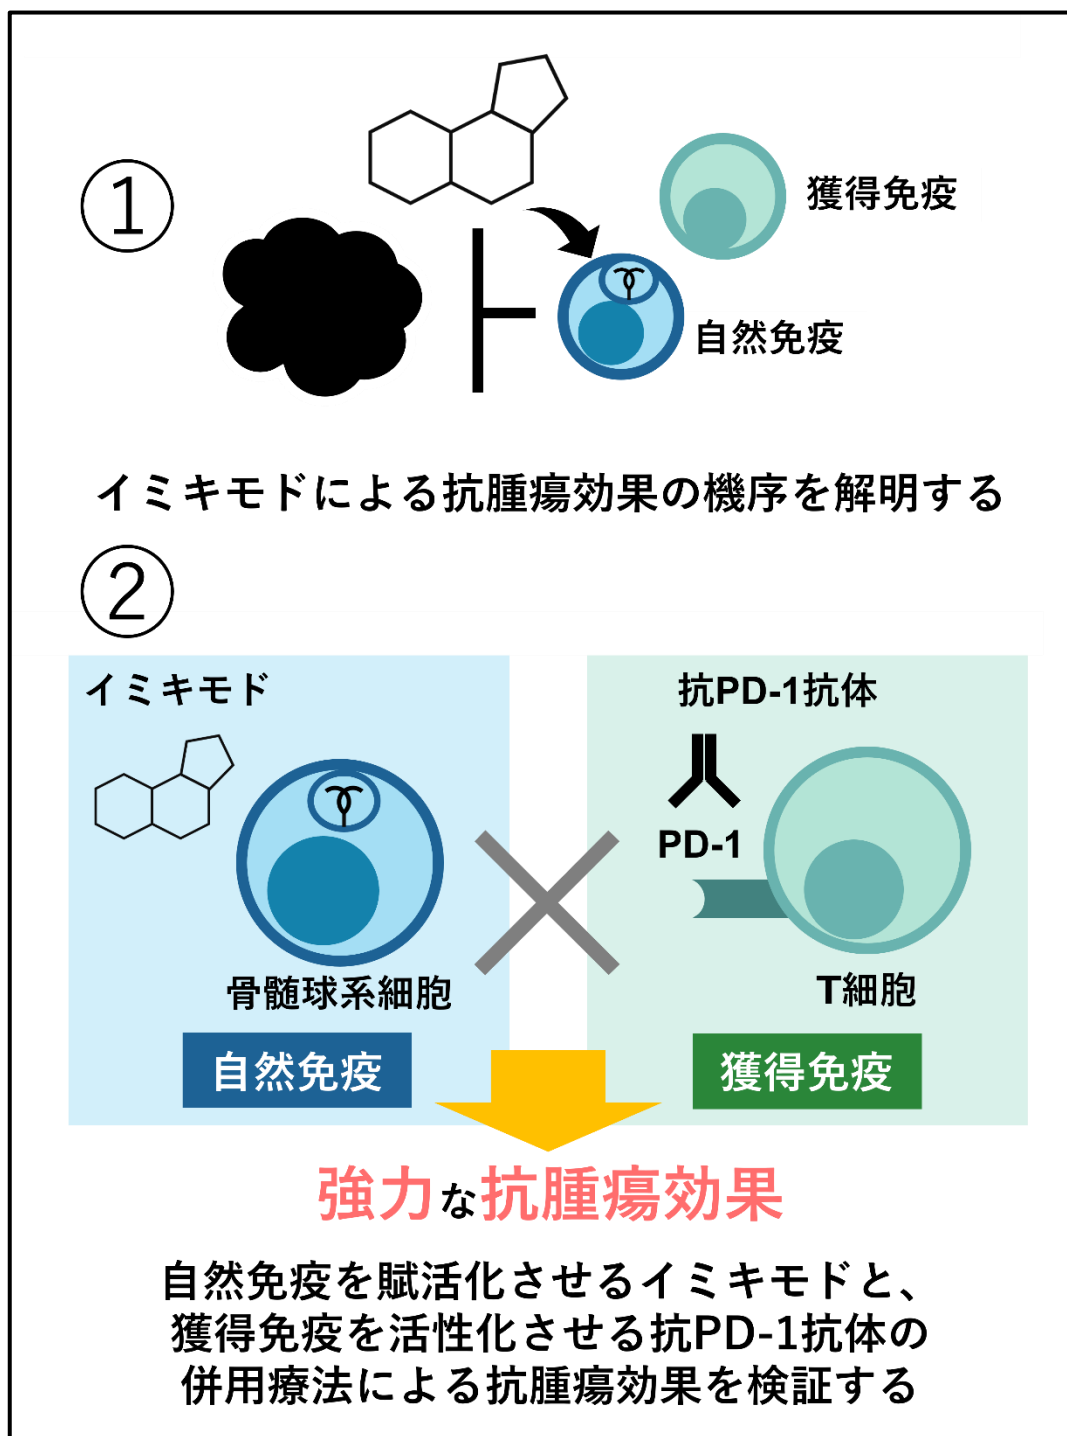 ①
獲得免疫
自然免疫
イミキモドによる抗腫瘍効果の機序を解明する
②
イミキモド
骨髄球系細胞
自然免疫
抗PD-1抗体
PD-1
T細胞
獲得免疫
強力な抗腫瘍効果
自然免疫を賦活化させるイミキモドと、
獲得免疫を活性化させる抗PD-1抗体の
併用療法による抗腫瘍効果を検証する